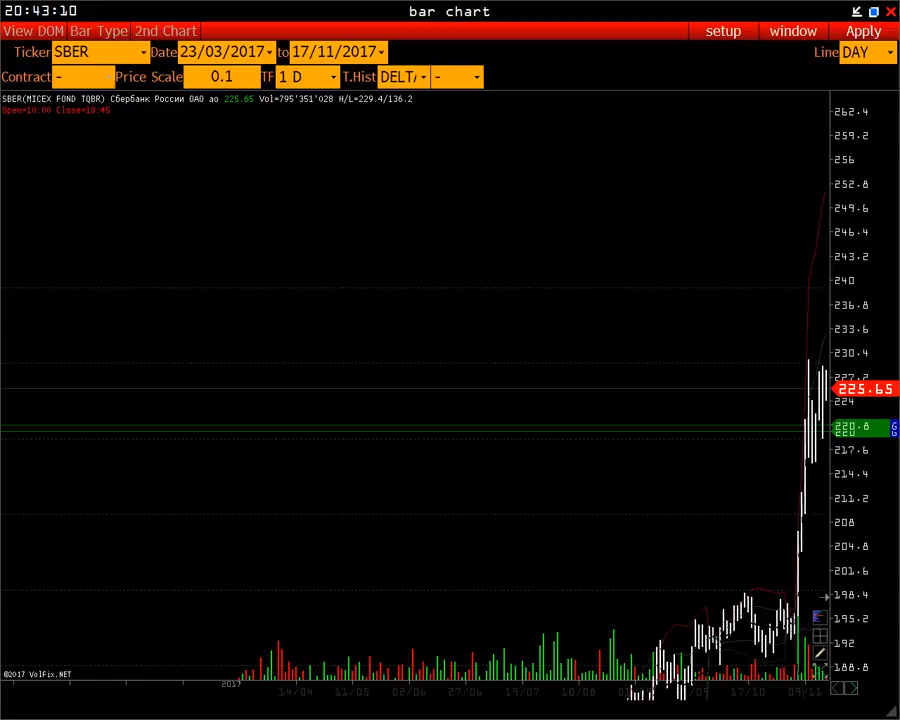 20:43:10 bar chart
View DOM Bar Type 2nd Chart setup window Apply
Ticker SBER Date 23/03/2017 to 17/11/2017 Line DAY
Contract - Price Scale 0.1 TF 1 D T.Hist DELT -
SBER(MICEX FOND TQBR) Сбербанк России ОАО ао 225.65 Vol=795'351'028 H/L=229.4/136.2
Open=10:00 Close=18:45
262.4
259.2
256
252.8
249.6
246.4
243.2
240
236.8
233.6
230.4
227.2
225.65
224
220.8 G
G
217.6
214.4
211.2
208
204.8
201.6
198.4
195.2
192
188.8
©2017 VolFix.NET
2017 14/04 11/05 02/06 27/06 19/07 10/08 17/10 09/11